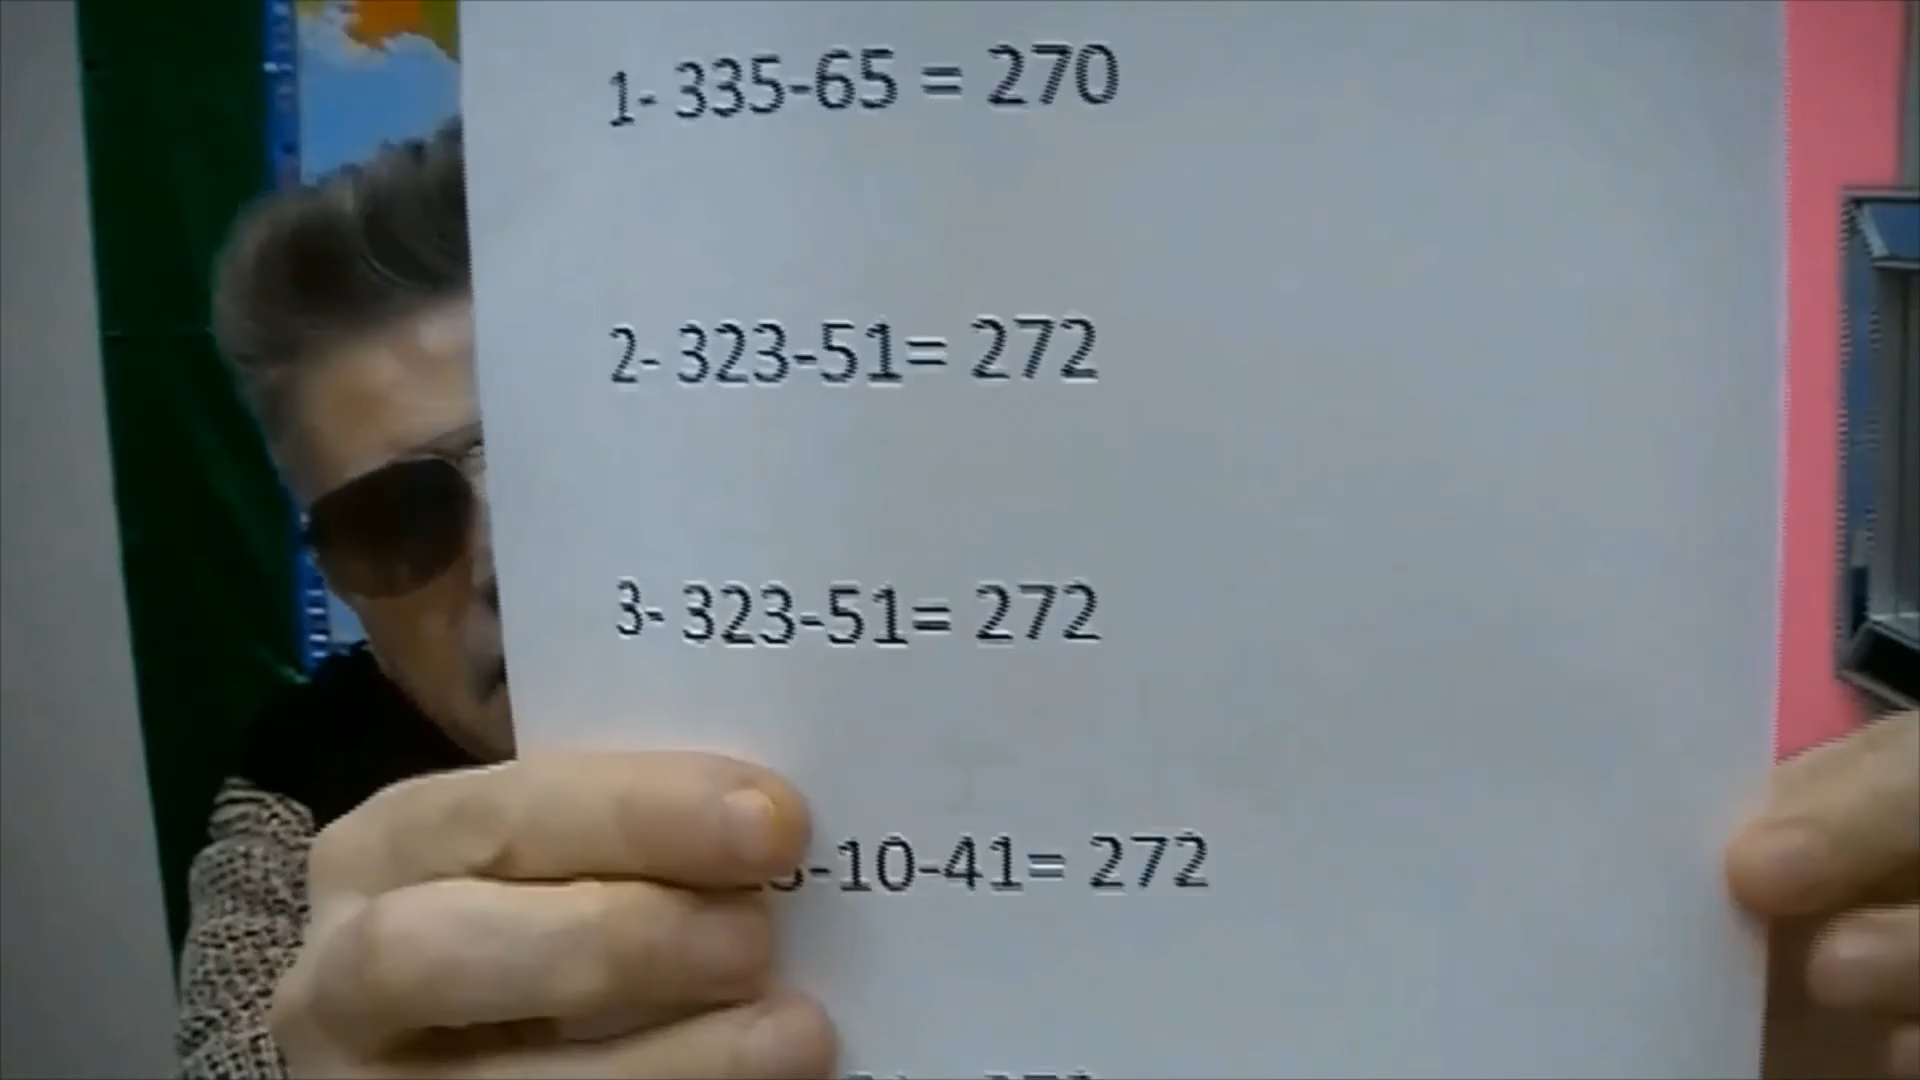 1- 335-65 = 270
2- 323-51= 272
3- 323-51= 272
-10-41= 272